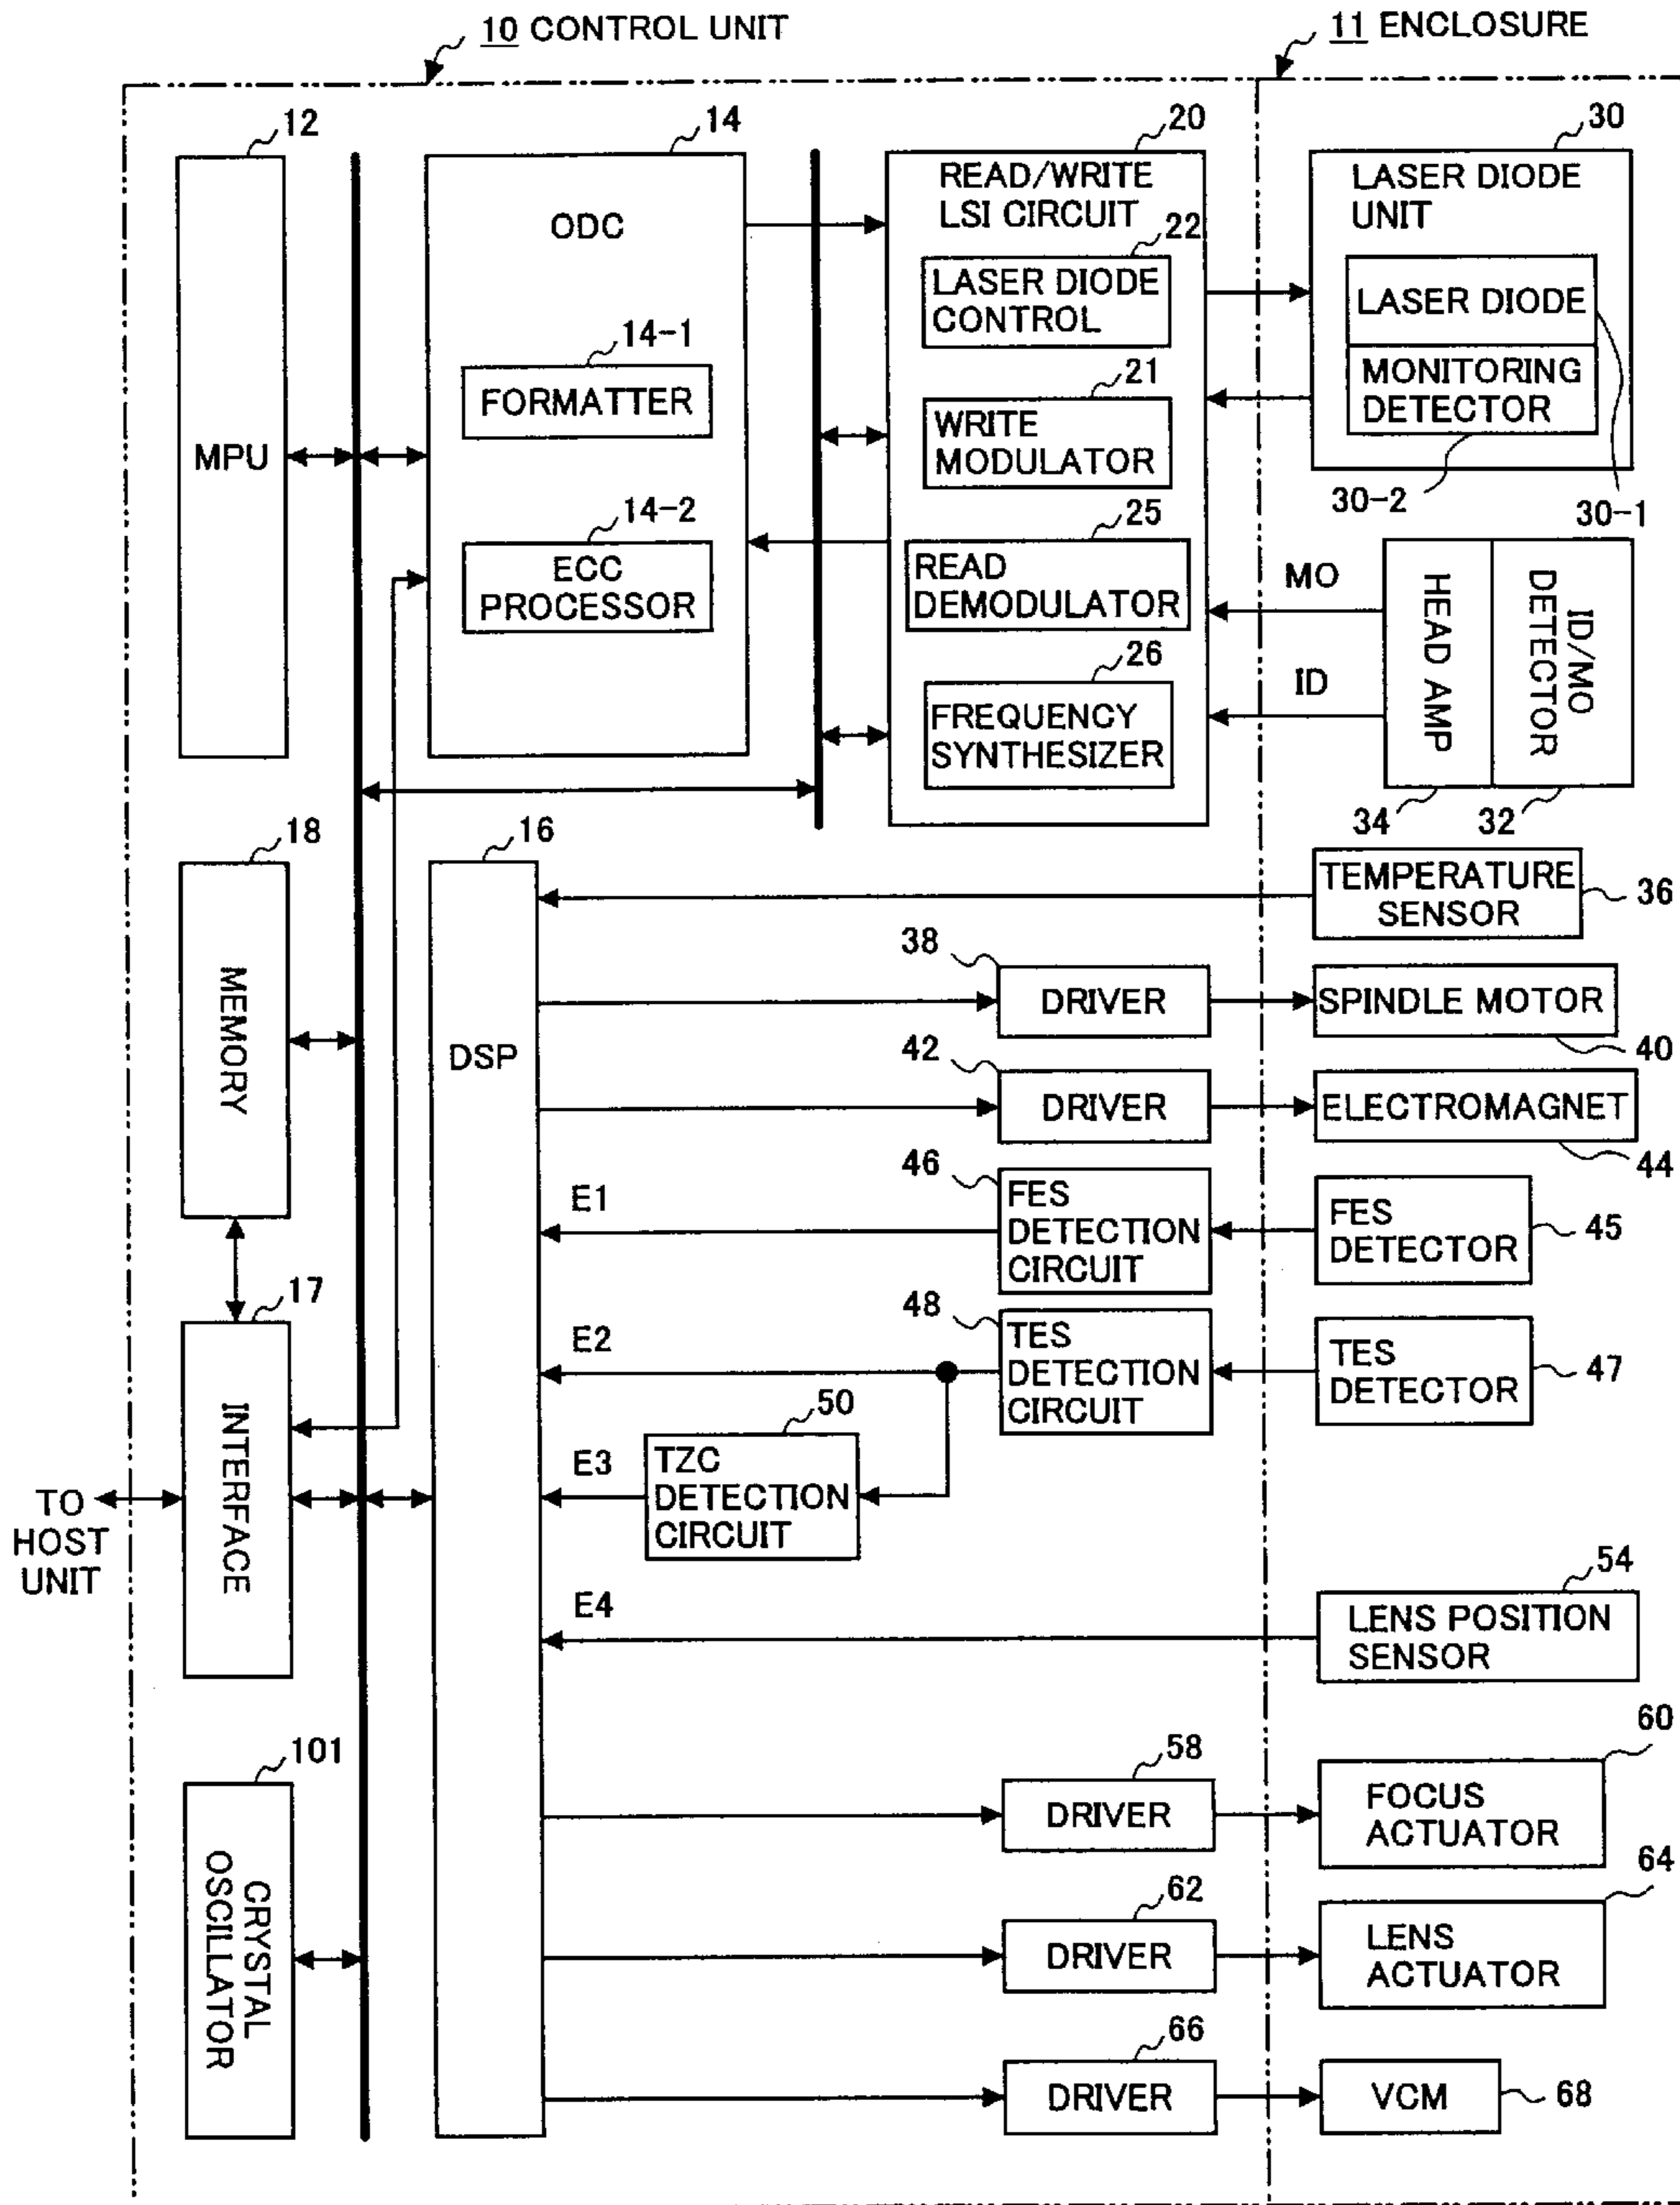 10 CONTROL UNIT
11 ENCLOSURE
12
14
20
30
MPU
ODC
READ/WRITE
LSI CIRCUIT
22
LASER DIODE
CONTROL
LASER DIODE
UNIT
LASER DIODE
MONITORING
DETECTOR
30-2
30-1
14-1
FORMATTER
21
WRITE
MODULATOR
14-2
ECC
PROCESSOR
25
READ
DEMODULATOR
MO
ID
HEAD AMP
ID/MO
DETECTOR
26
FREQUENCY
SYNTHESIZER
34
32
18
MEMORY
16
DSP
TEMPERATURE
SENSOR
36
38
DRIVER
SPINDLE MOTOR
40
42
DRIVER
ELECTROMAGNET
44
E1
46
FES
DETECTION
CIRCUIT
FES
DETECTOR
45
17
INTERFACE
TO
HOST
UNIT
E2
48
TES
DETECTION
CIRCUIT
TES
DETECTOR
47
E3
50
TZC
DETECTION
CIRCUIT
E4
54
LENS POSITION
SENSOR
101
CRYSTAL
OSCILLATOR
58
DRIVER
60
FOCUS
ACTUATOR
62
DRIVER
64
LENS
ACTUATOR
66
DRIVER
VCM
68